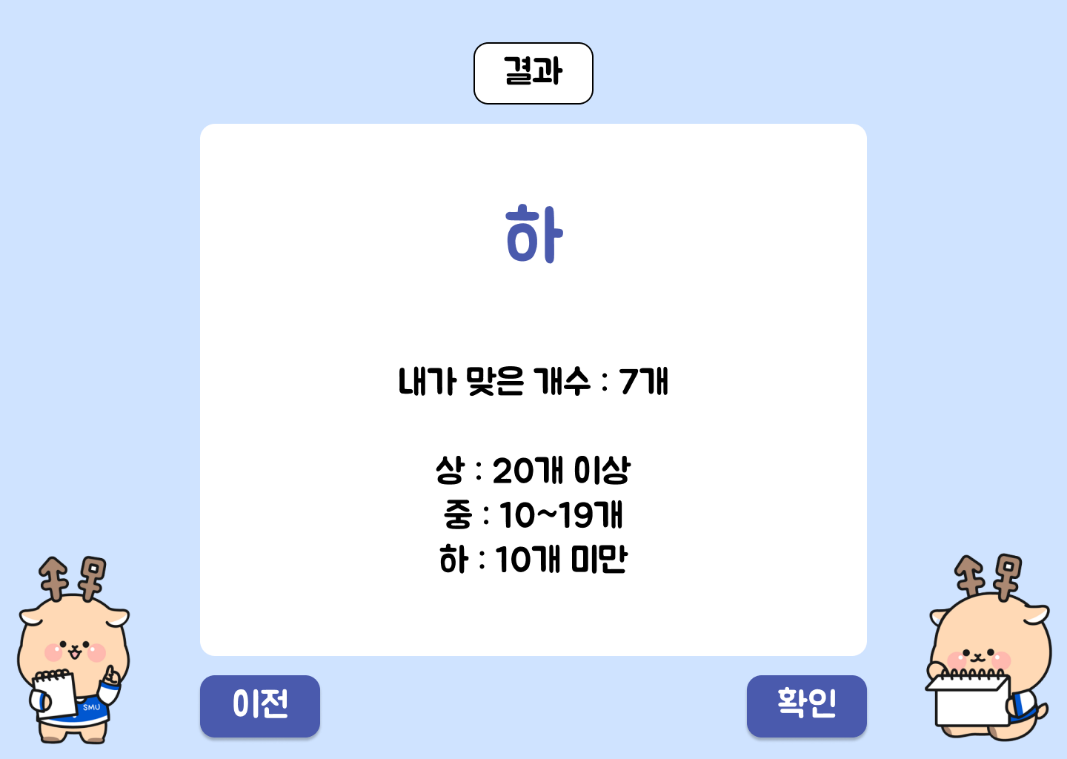 결과
하
내가 맞은 개수 : 7개
상 : 20개 이상
중 : 10~19개
하 : 10개 미만
SMU
이전
확인